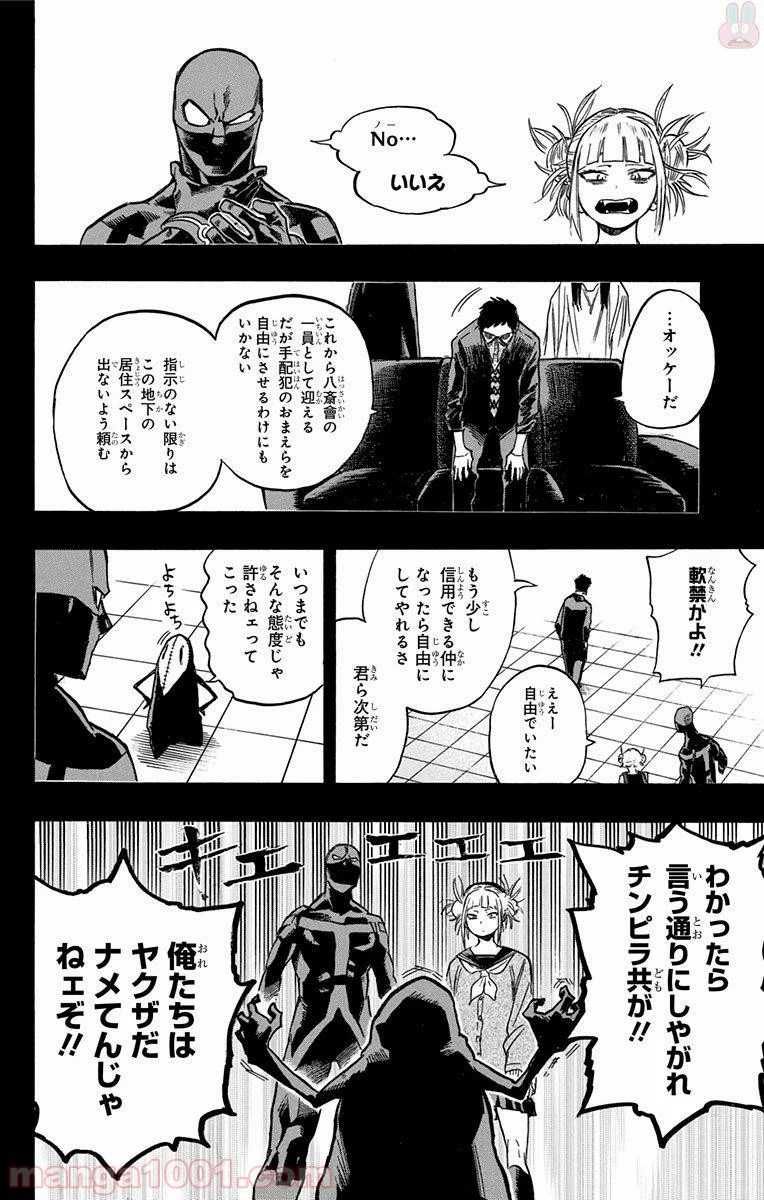 No…
いいえ
…オッケーだ
これから八斎會の
一員として迎える
だが手配犯のおまえらを
自由にさせるわけにも
いかない
指示のない限りは
この地下の
居住スペースから
出ないよう頼む
軟禁かよ!!
ええー
自由でいたい
もう少し
信用できる仲に
なったら自由に
してやれるさ
君ら次第だ
いつまでも
そんな態度じゃ
許さねェって
こった
よちよち
わかったら
言う通りにしやがれ
チンピラ共が!!
キエエエエ
俺たちは
ヤクザだ
ナメてんじゃ
ねェぞ!!
manga1001.com